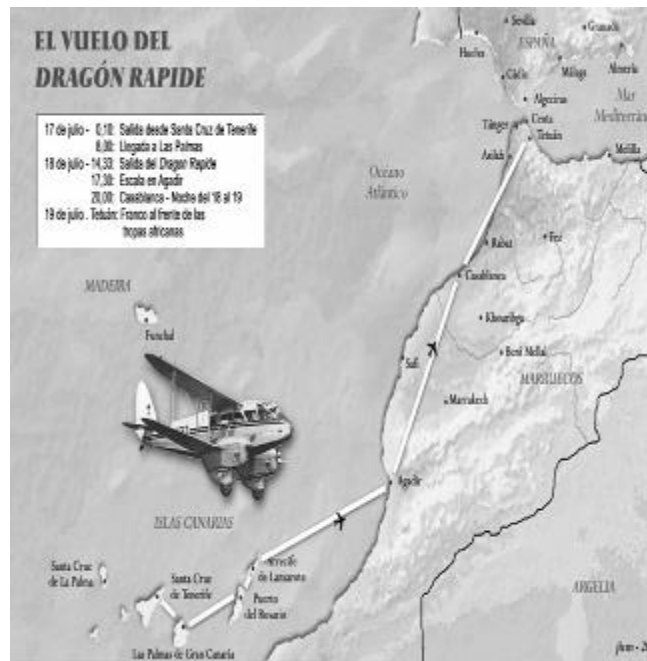 EL VUELO DEL
DRAGÓN RAPIDE
17 de julio - 0,10: Salida desde Santa Cruz de Tenerife
8,00: Llegada a Las Palmas
18 de julio - 14,33: Salida del Dragon Rapide
17,30: Escala en Agadir
20,00: Casablanca - Noche del 18 al 19
19 de julio . Tetuán: Franco al frente de las
tropas africanas
Sevilla
Granada
ESPAÑA
Huelva
Cádiz
Málaga
Almería
Algeciras
Mar
Mediterráneo
Ceuta
Tánger
Tetuán
Melilla
Océano
Atlántico
Rabat
Fez
Casablanca
MADEIRA
Funchal
Khouribga
Safi
Beni Mellal
MARRUECOS
Marrakech
Agadir
ISLAS CANARIAS
Santa Cruz
de La Palma
Santa Cruz
de Tenerife
Arrecife
de Lanzarote
Puerto
del Rosario
Las Palmas de Gran Canaria
ARGELIA